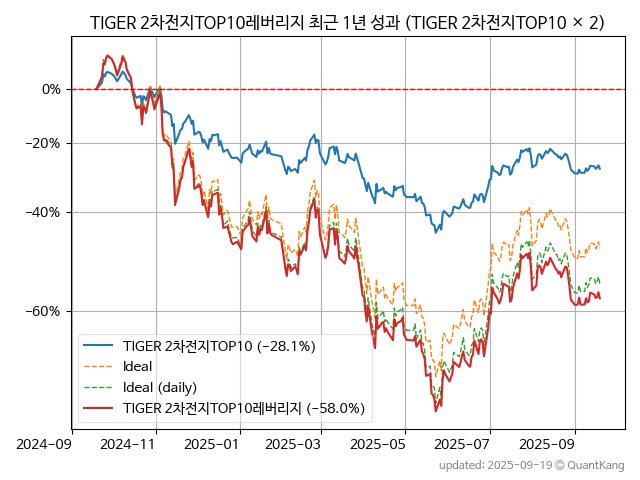 TIGER 2차전지TOP10레버리지 최근 1년 성과 (TIGER 2차전지TOP10 × 2)
0%
−20%
−40%
−60%
TIGER 2차전지TOP10 (−28.1%)
Ideal
Ideal (daily)
TIGER 2차전지TOP10레버리지 (−58.0%)
2024-09 2024-11 2025-01 2025-03 2025-05 2025-07 2025-09
updated: 2025-09-19 © QuantKang